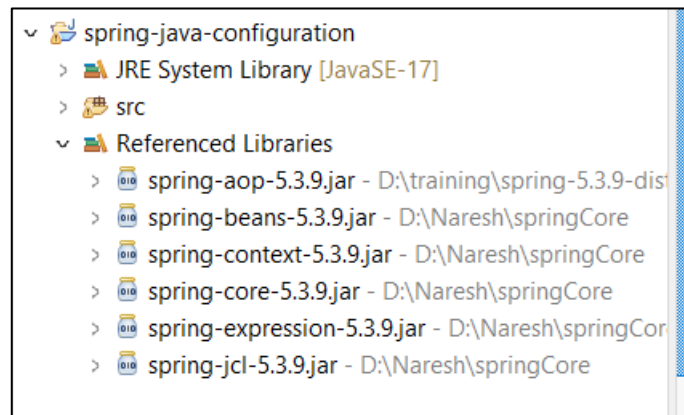 spring-java-configuration
JRE System Library [JavaSE-17]
src
Referenced Libraries
spring-aop-5.3.9.jar - D:\training\spring-5.3.9-dist
spring-beans-5.3.9.jar - D:\Naresh\springCore
spring-context-5.3.9.jar - D:\Naresh\springCore
spring-core-5.3.9.jar - D:\Naresh\springCore
spring-expression-5.3.9.jar - D:\Naresh\springCor
spring-jcl-5.3.9.jar - D:\Naresh\springCore